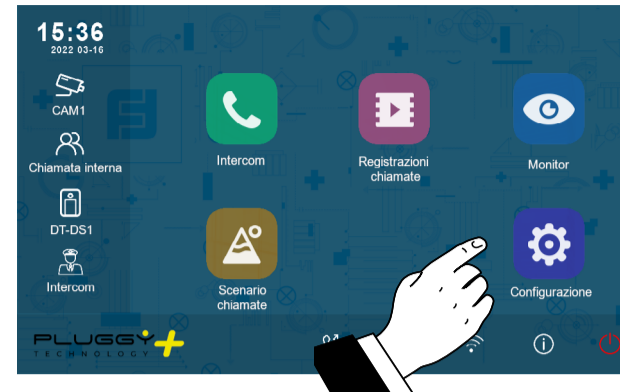 15:36
2022 03-16
CAM1
Chiamata interna
DT-DS1
Intercom
Intercom
Registrazioni
chiamate
Monitor
Scenario
chiamate
Configurazione
PLUGGY+
TECHNOLOGY